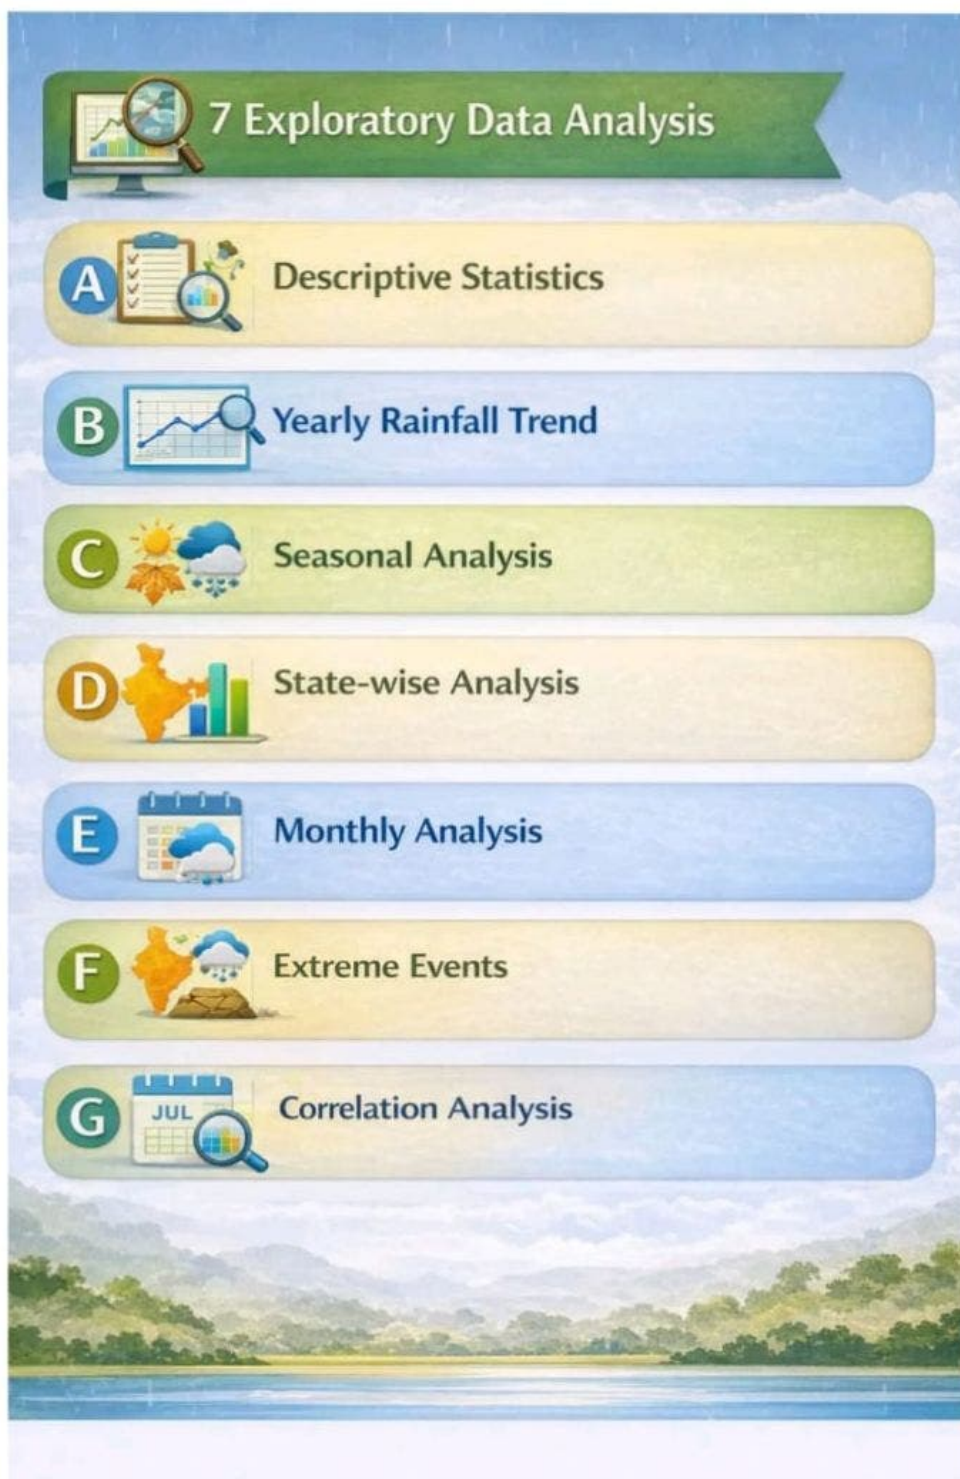 7 Exploratory Data Analysis
A Descriptive Statistics
B Yearly Rainfall Trend
C Seasonal Analysis
D State-wise Analysis
E Monthly Analysis
F Extreme Events
G JUL Correlation Analysis